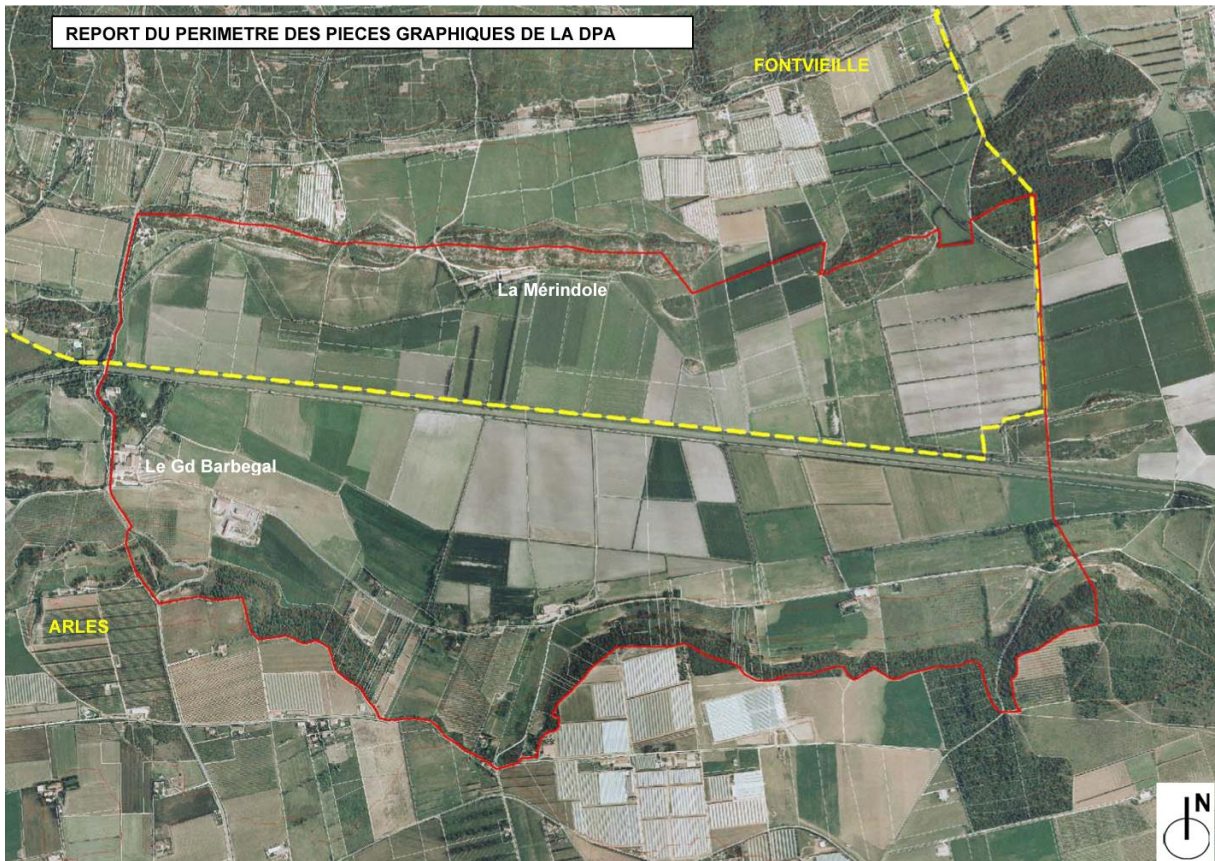 REPORT DU PERIMETRE DES PIECES GRAPHIQUES DE LA DPA
FONTVIEILLE
La Mérindole
Le Gd Barbegal
ARLES
N